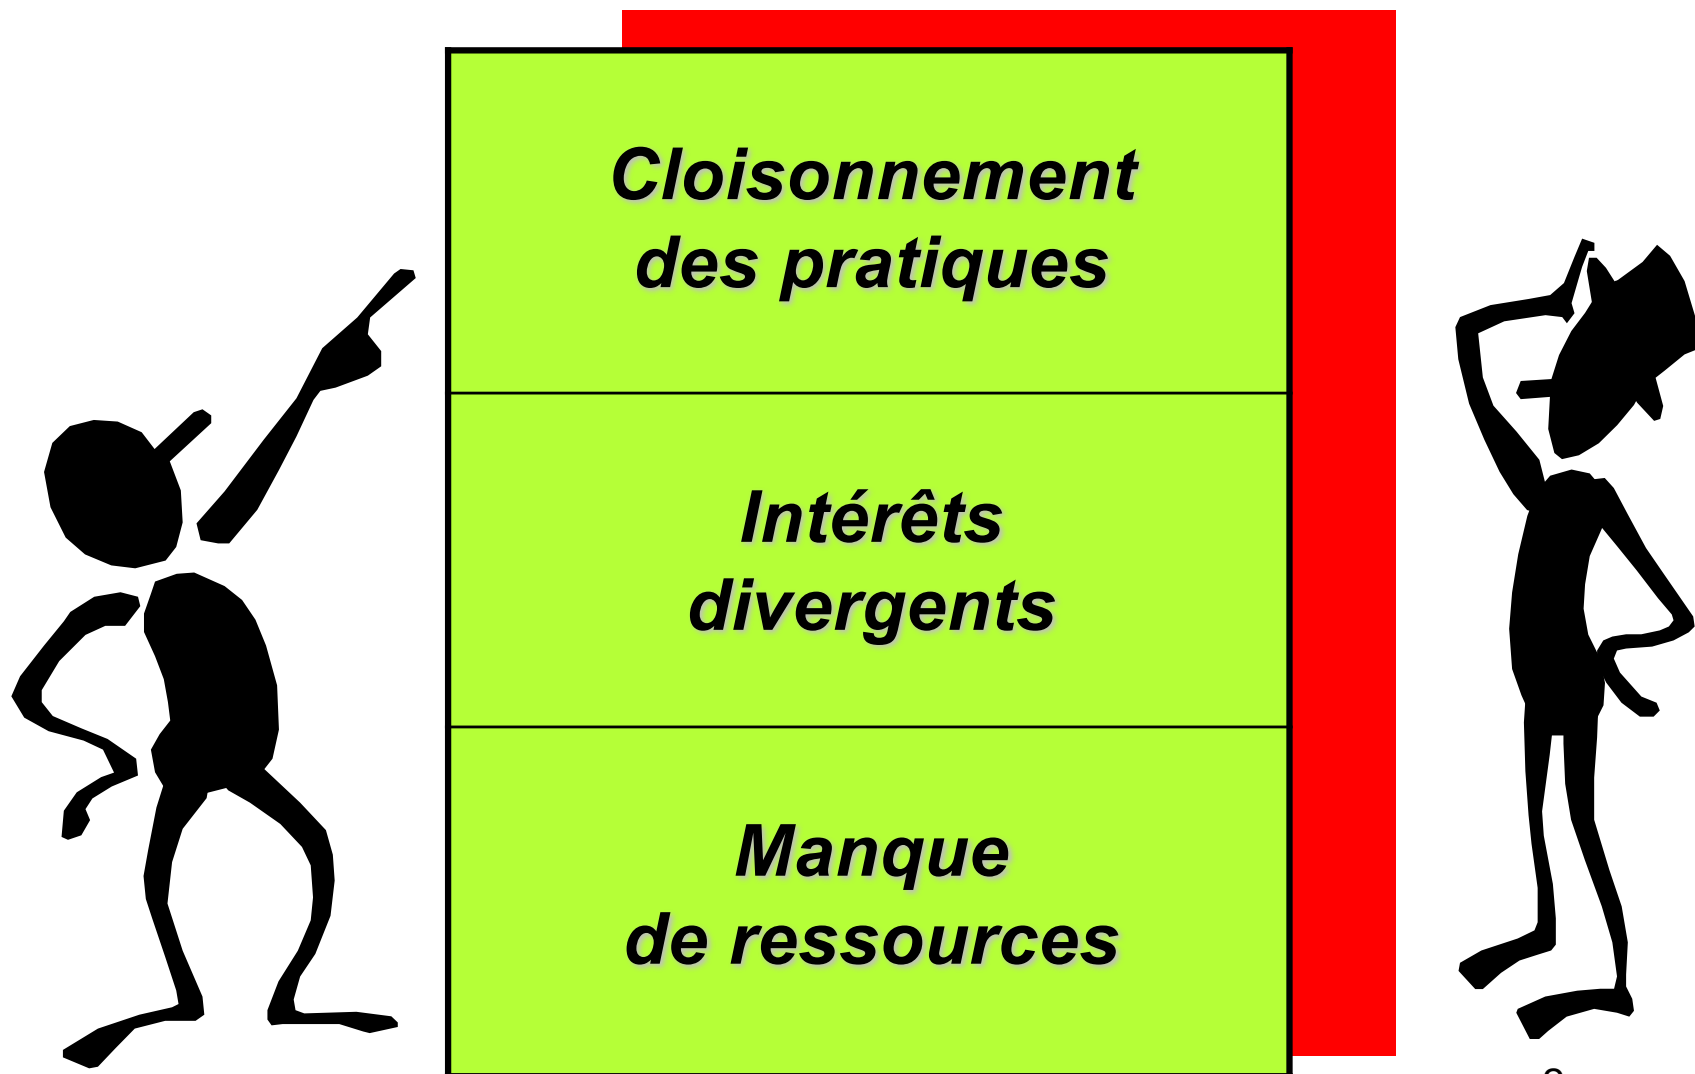 Cloisonnement
des pratiques
Intérêts
divergents
Manque
de ressources